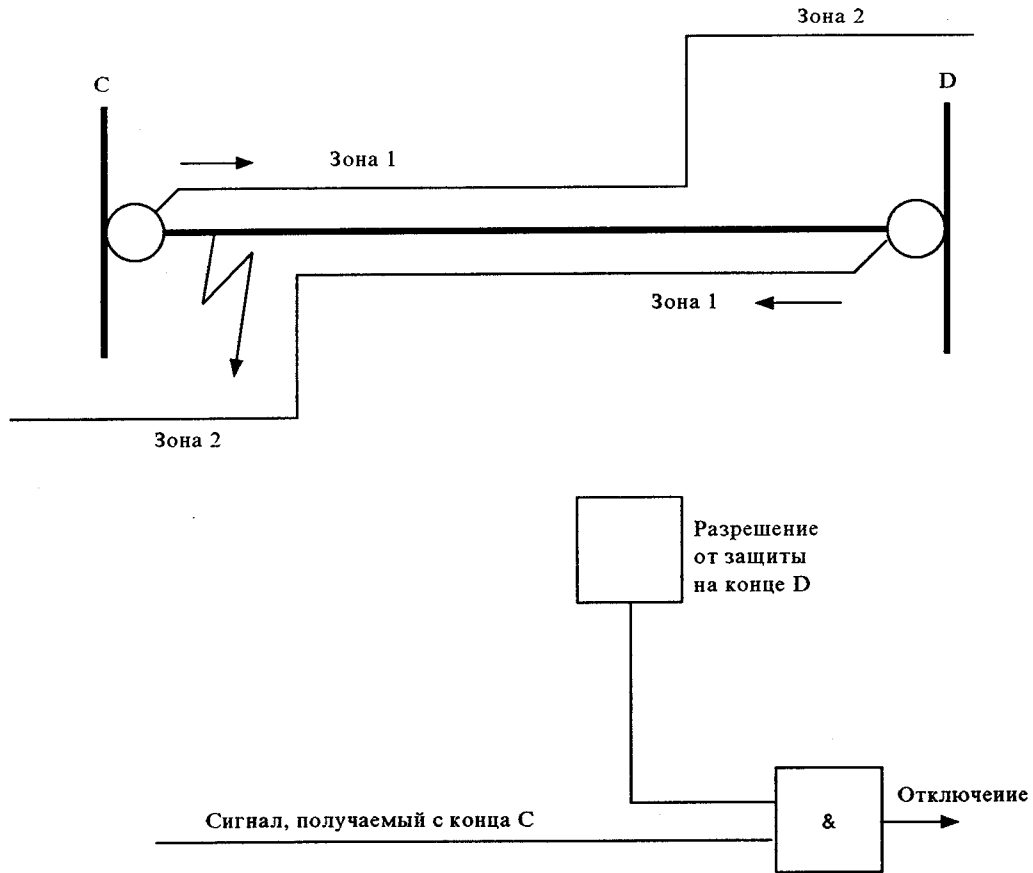 Зона 2
C
D
Зона 1
Зона 1
Зона 2
Разрешение
от защиты
на конце D
Отключение
Сигнал, получаемый с конца C
&